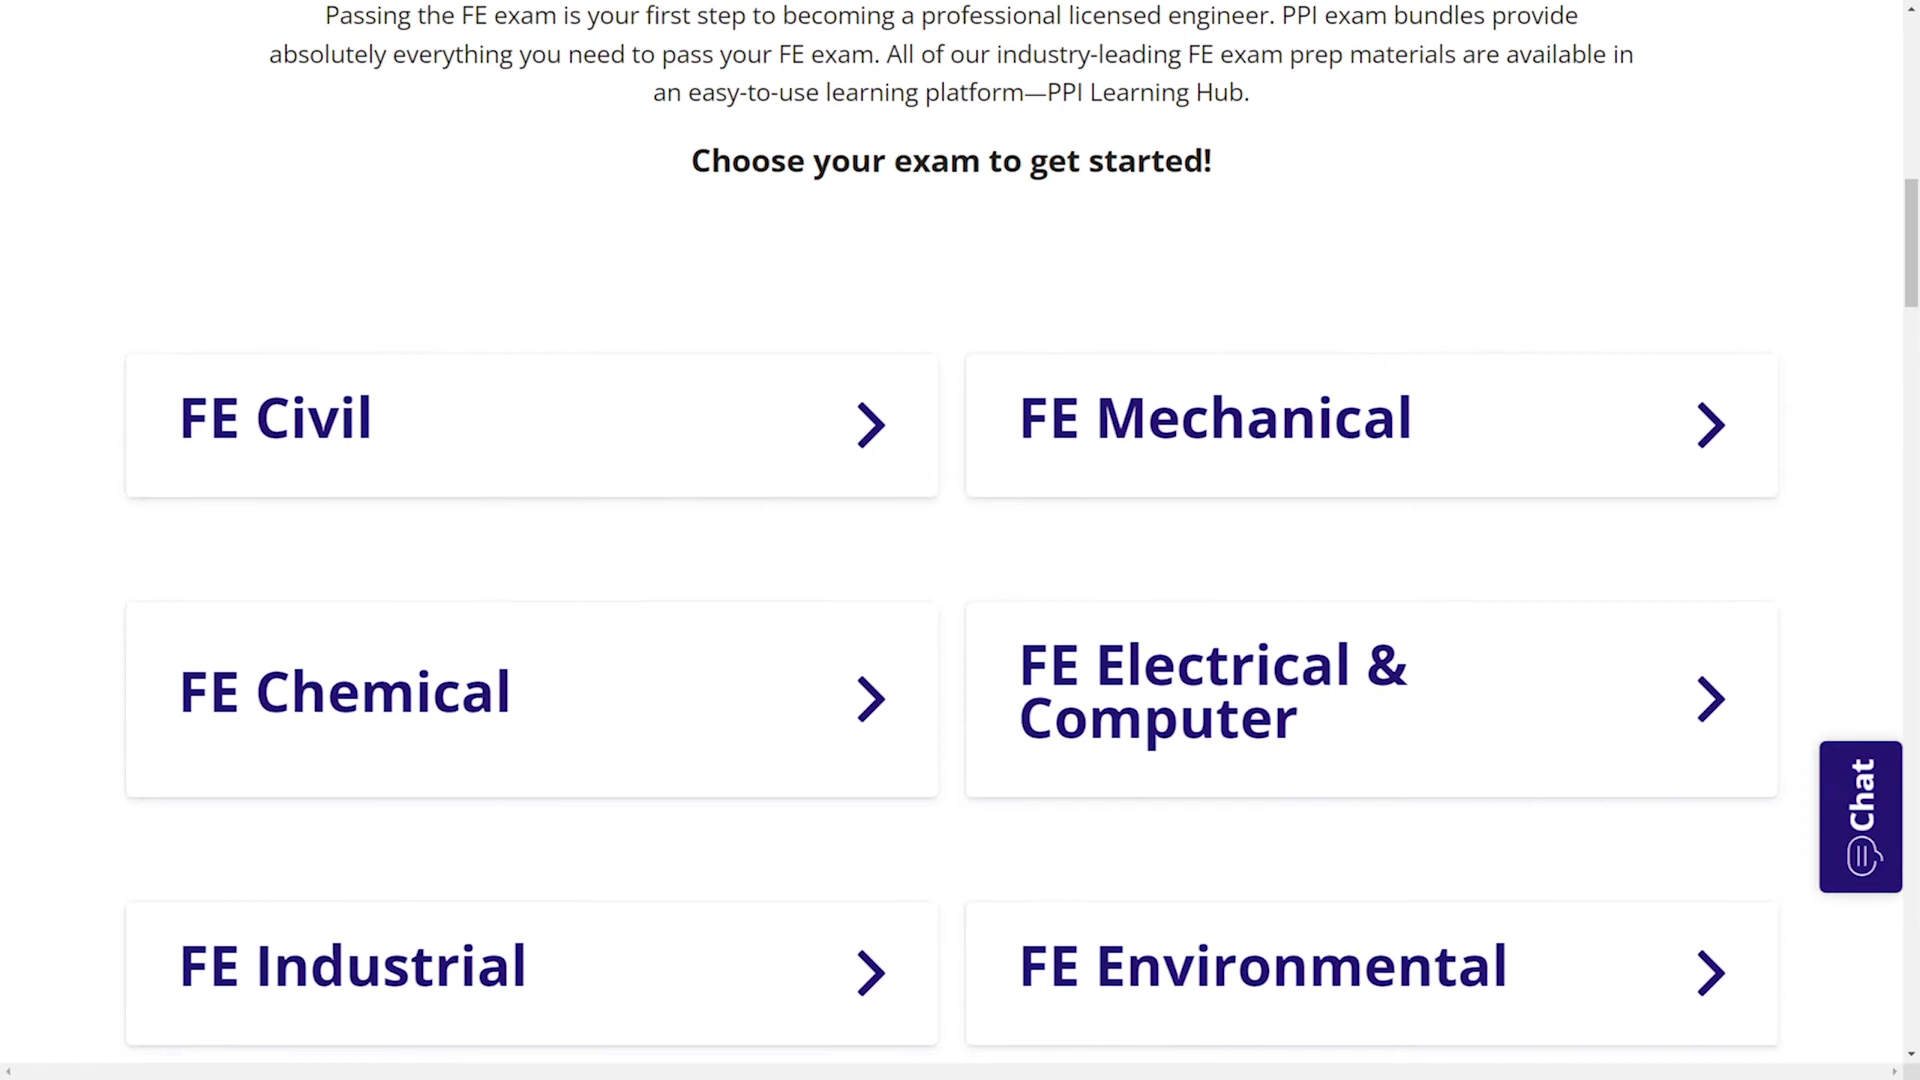 Passing the FE exam is your first step to becoming a professional licensed engineer. PPI exam bundles provide
absolutely everything you need to pass your FE exam. All of our industry-leading FE exam prep materials are available in
an easy-to-use learning platform—PPI Learning Hub.
Choose your exam to get started!
FE Civil
FE Mechanical
FE Chemical
FE Electrical &
Computer
Chat
FE Industrial
FE Environmental